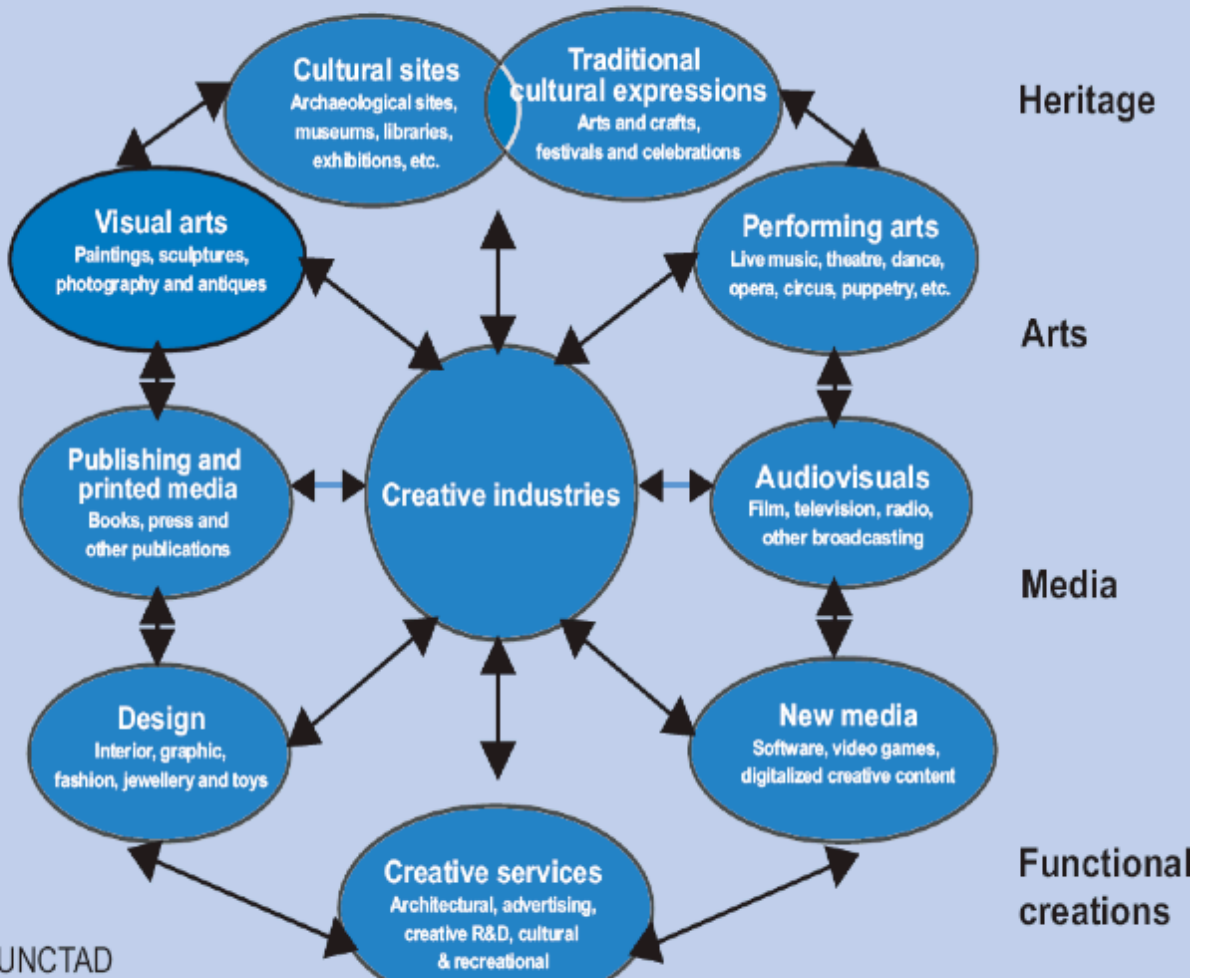 Cultural sites
Archaeological sites,
museums, libraries,
exhibitions, etc.
Traditional
cultural expressions
Arts and crafts,
festivals and celebrations
Heritage
Visual arts
Paintings, sculptures,
photography and antiques
Performing arts
Live music, theatre, dance,
opera, circus, puppetry, etc.
Arts
Publishing and
printed media
Books, press and
other publications
Creative industries
Audiovisuals
Film, television, radio,
other broadcasting
Media
Design
Interior, graphic,
fashion, jewellery and toys
New media
Software, video games,
digitalized creative content
Creative services
Architectural, advertising,
creative R&D, cultural
& recreational
Functional
creations
UNCTAD